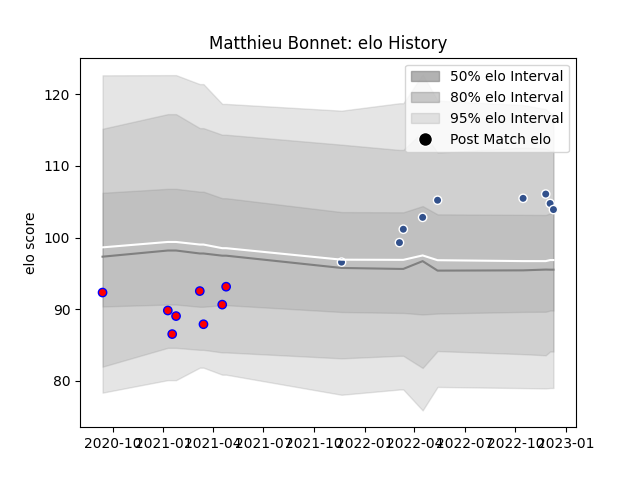 Matthieu Bonnet: elo History
50% elo Interval
80% elo Interval
95% elo Interval
Post Match elo
elo score
120
110
100
90
80
2020-10 2021-01 2021-04 2021-07 2021-10 2022-01 2022-04 2022-07 2022-10 2023-01